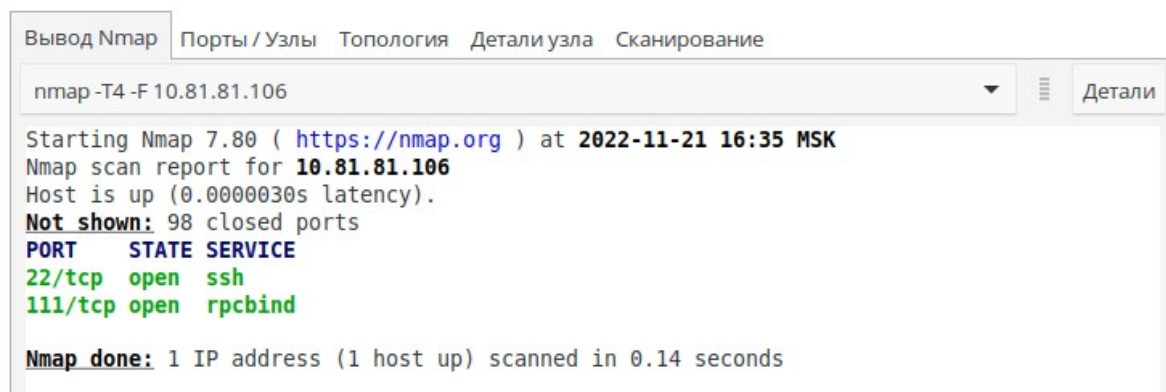 Вывод Nmap Порты / Узлы Топология Детали узла Сканирование
nmap -T4 -F 10.81.81.106 Детали
Starting Nmap 7.80 ( https://nmap.org ) at 2022-11-21 16:35 MSK
Nmap scan report for 10.81.81.106
Host is up (0.0000030s latency).
Not shown: 98 closed ports
PORT    STATE SERVICE
22/tcp  open  ssh
111/tcp open  rpcbind
Nmap done: 1 IP address (1 host up) scanned in 0.14 seconds